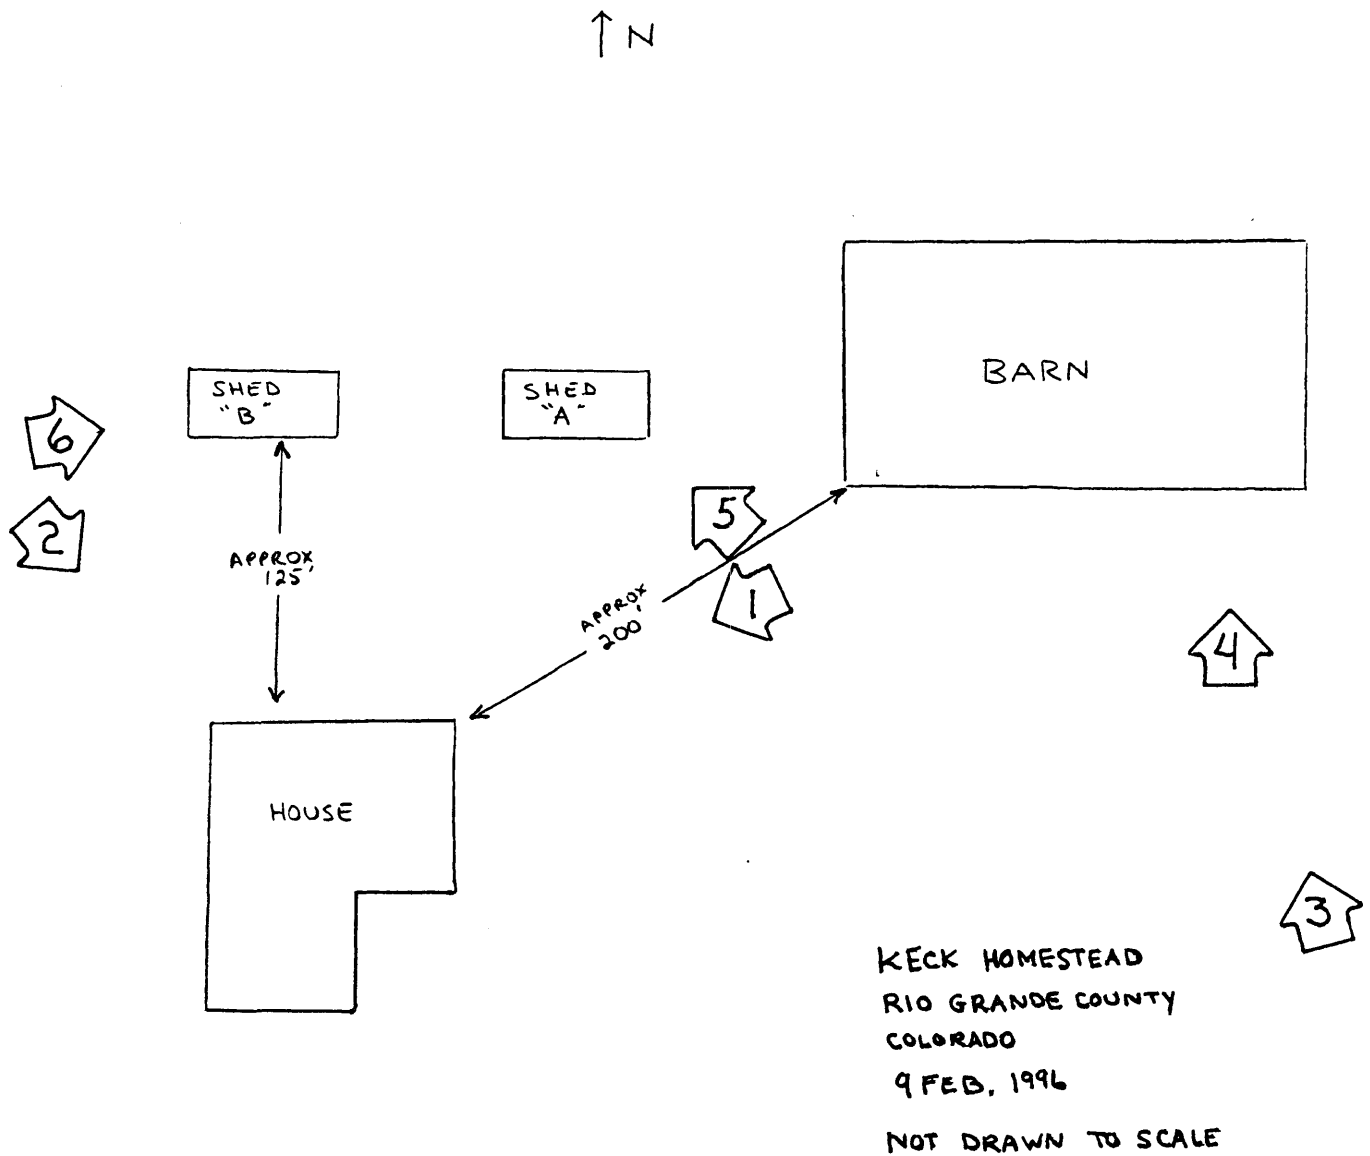 N
BARN
SHED
"B"
SHED
"A"
6
2
5
1
APPROX
125'
APPROX
200'
4
HOUSE
3
KECK HOMESTEAD
RIO GRANDE COUNTY
COLORADO
9 FEB, 1996
NOT DRAWN TO SCALE